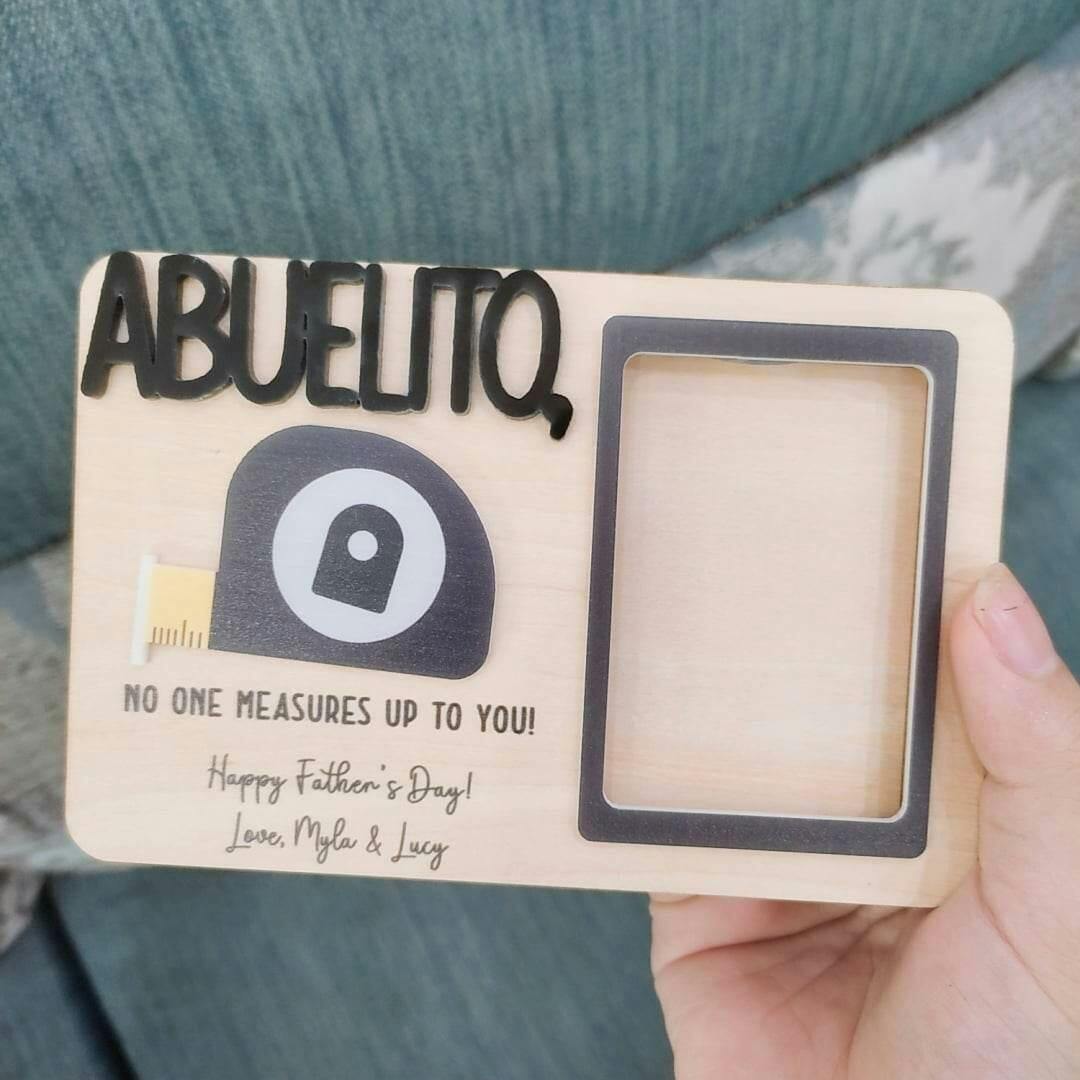 ABUELITO,
NO ONE MEASURES UP TO YOU!
Happy Father's Day!
Love, Myla & Lucy